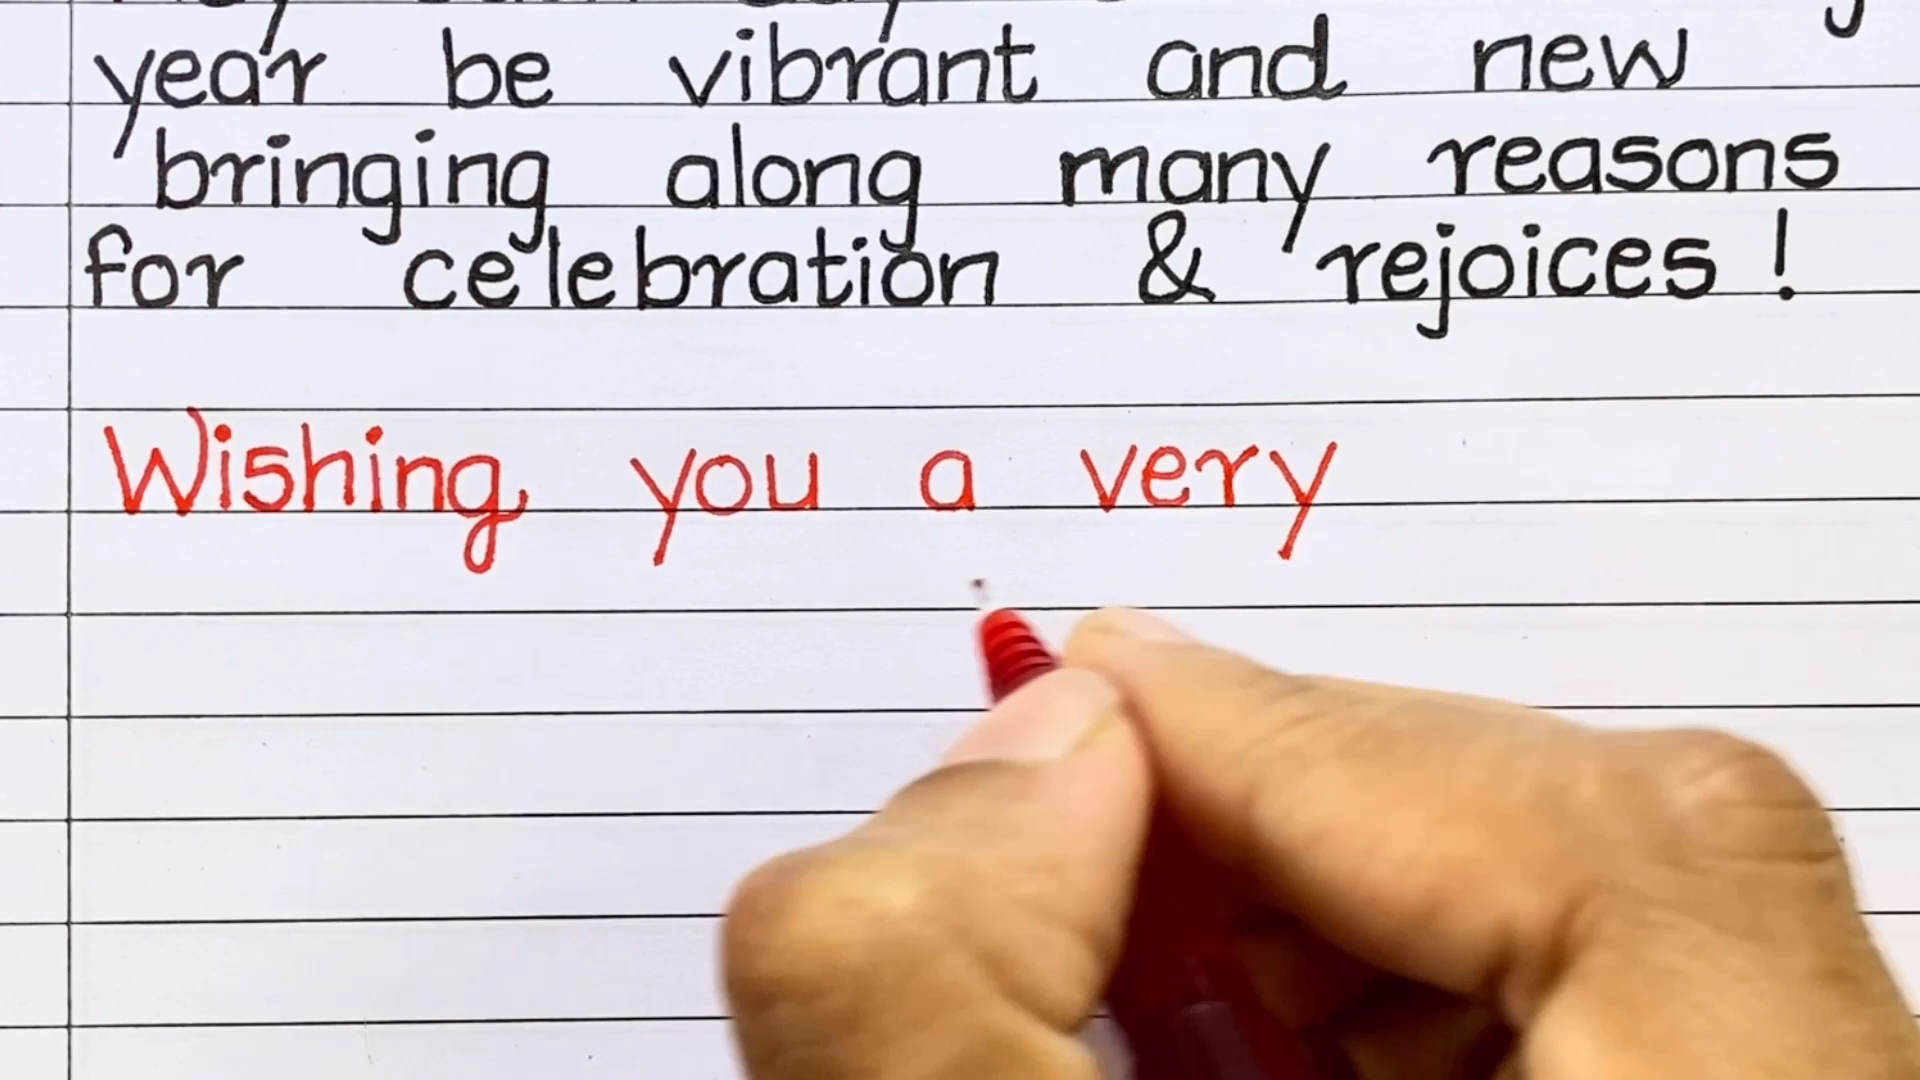 year be vibrant and new
bringing along many reasons
for celebration & rejoices !
Wishing you a very